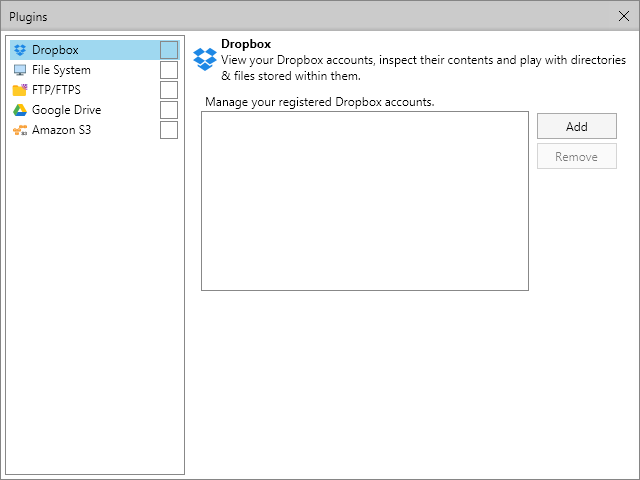 Plugins
Dropbox
File System
FTP/FTPS
Google Drive
Amazon S3
Dropbox
View your Dropbox accounts, inspect their contents and play with directories
& files stored within them.
Manage your registered Dropbox accounts.
Add
Remove